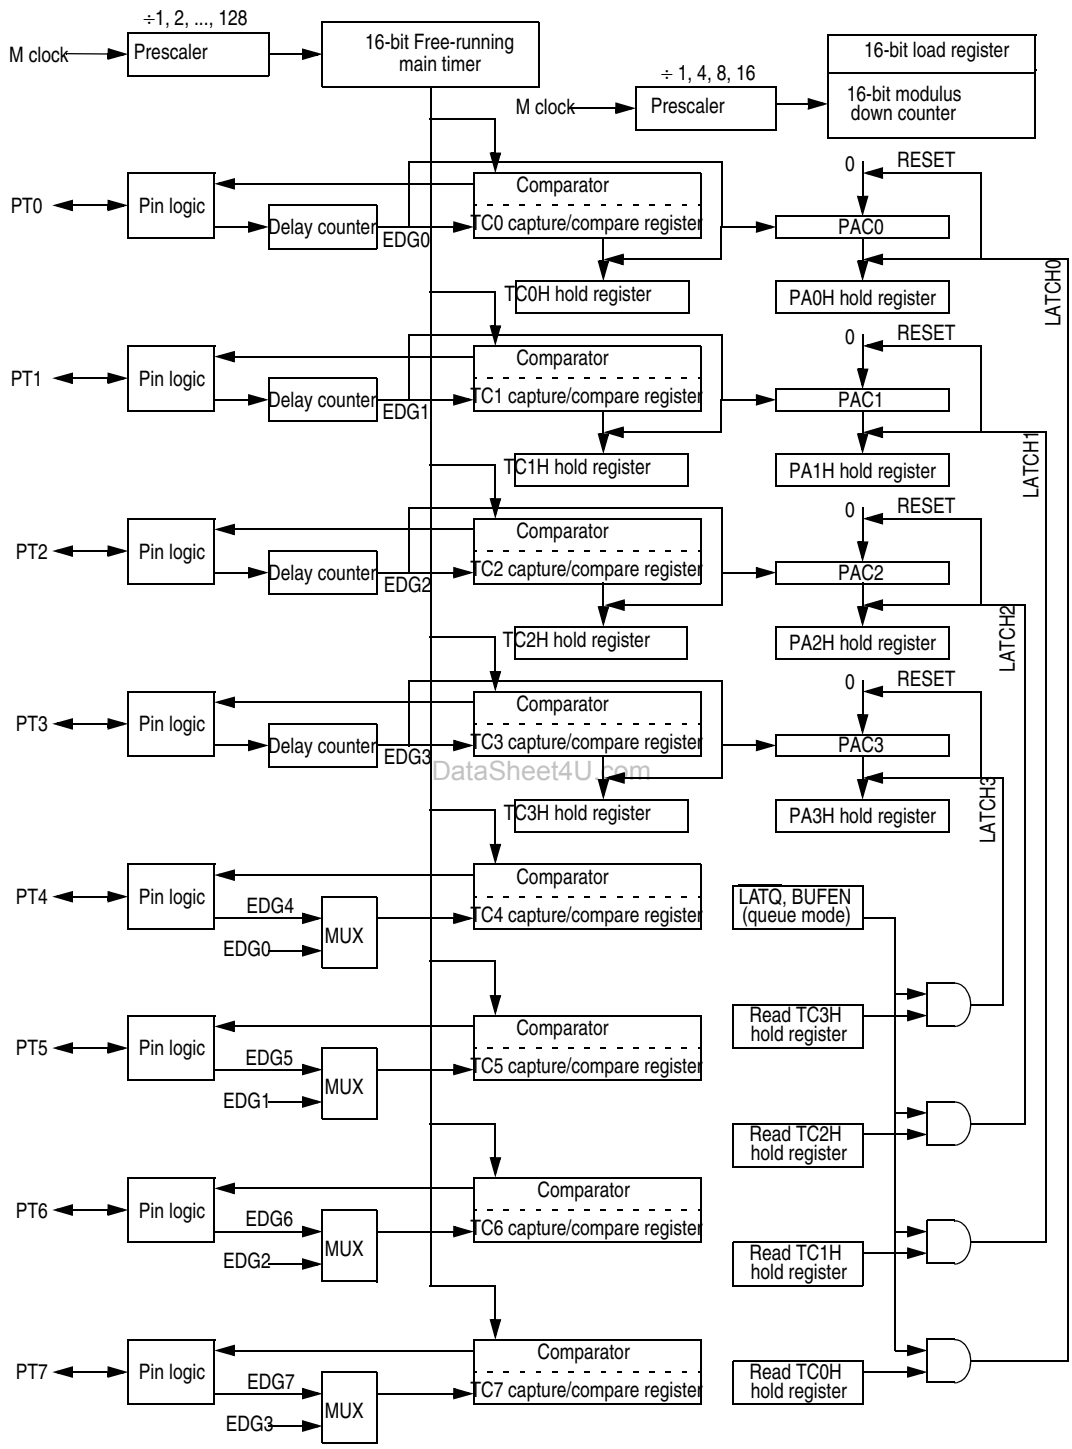 ÷1, 2, ..., 128
M clock
Prescaler
16-bit Free-running
main timer
16-bit load register
16-bit modulus
down counter
÷ 1, 4, 8, 16
M clock
Prescaler
PT0
Pin logic
Delay counter
EDG0
Comparator
TC0 capture/compare register
TC0H hold register
0
RESET
PAC0
PA0H hold register
LATCH0
PT1
Pin logic
Delay counter
EDG1
Comparator
TC1 capture/compare register
TC1H hold register
0
RESET
PAC1
PA1H hold register
LATCH1
PT2
Pin logic
Delay counter
EDG2
Comparator
TC2 capture/compare register
TC2H hold register
0
RESET
PAC2
PA2H hold register
LATCH2
PT3
Pin logic
Delay counter
EDG3
Comparator
TC3 capture/compare register
DataSheet4U.com
TC3H hold register
0
RESET
PAC3
PA3H hold register
LATCH3
PT4
Pin logic
EDG4
EDG0
MUX
Comparator
TC4 capture/compare register
LATQ, BUFEN
(queue mode)
PT5
Pin logic
EDG5
EDG1
MUX
Comparator
TC5 capture/compare register
Read TC3H
hold register
Read TC2H
hold register
PT6
Pin logic
EDG6
EDG2
MUX
Comparator
TC6 capture/compare register
Read TC1H
hold register
PT7
Pin logic
EDG7
EDG3
MUX
Comparator
TC7 capture/compare register
Read TC0H
hold register